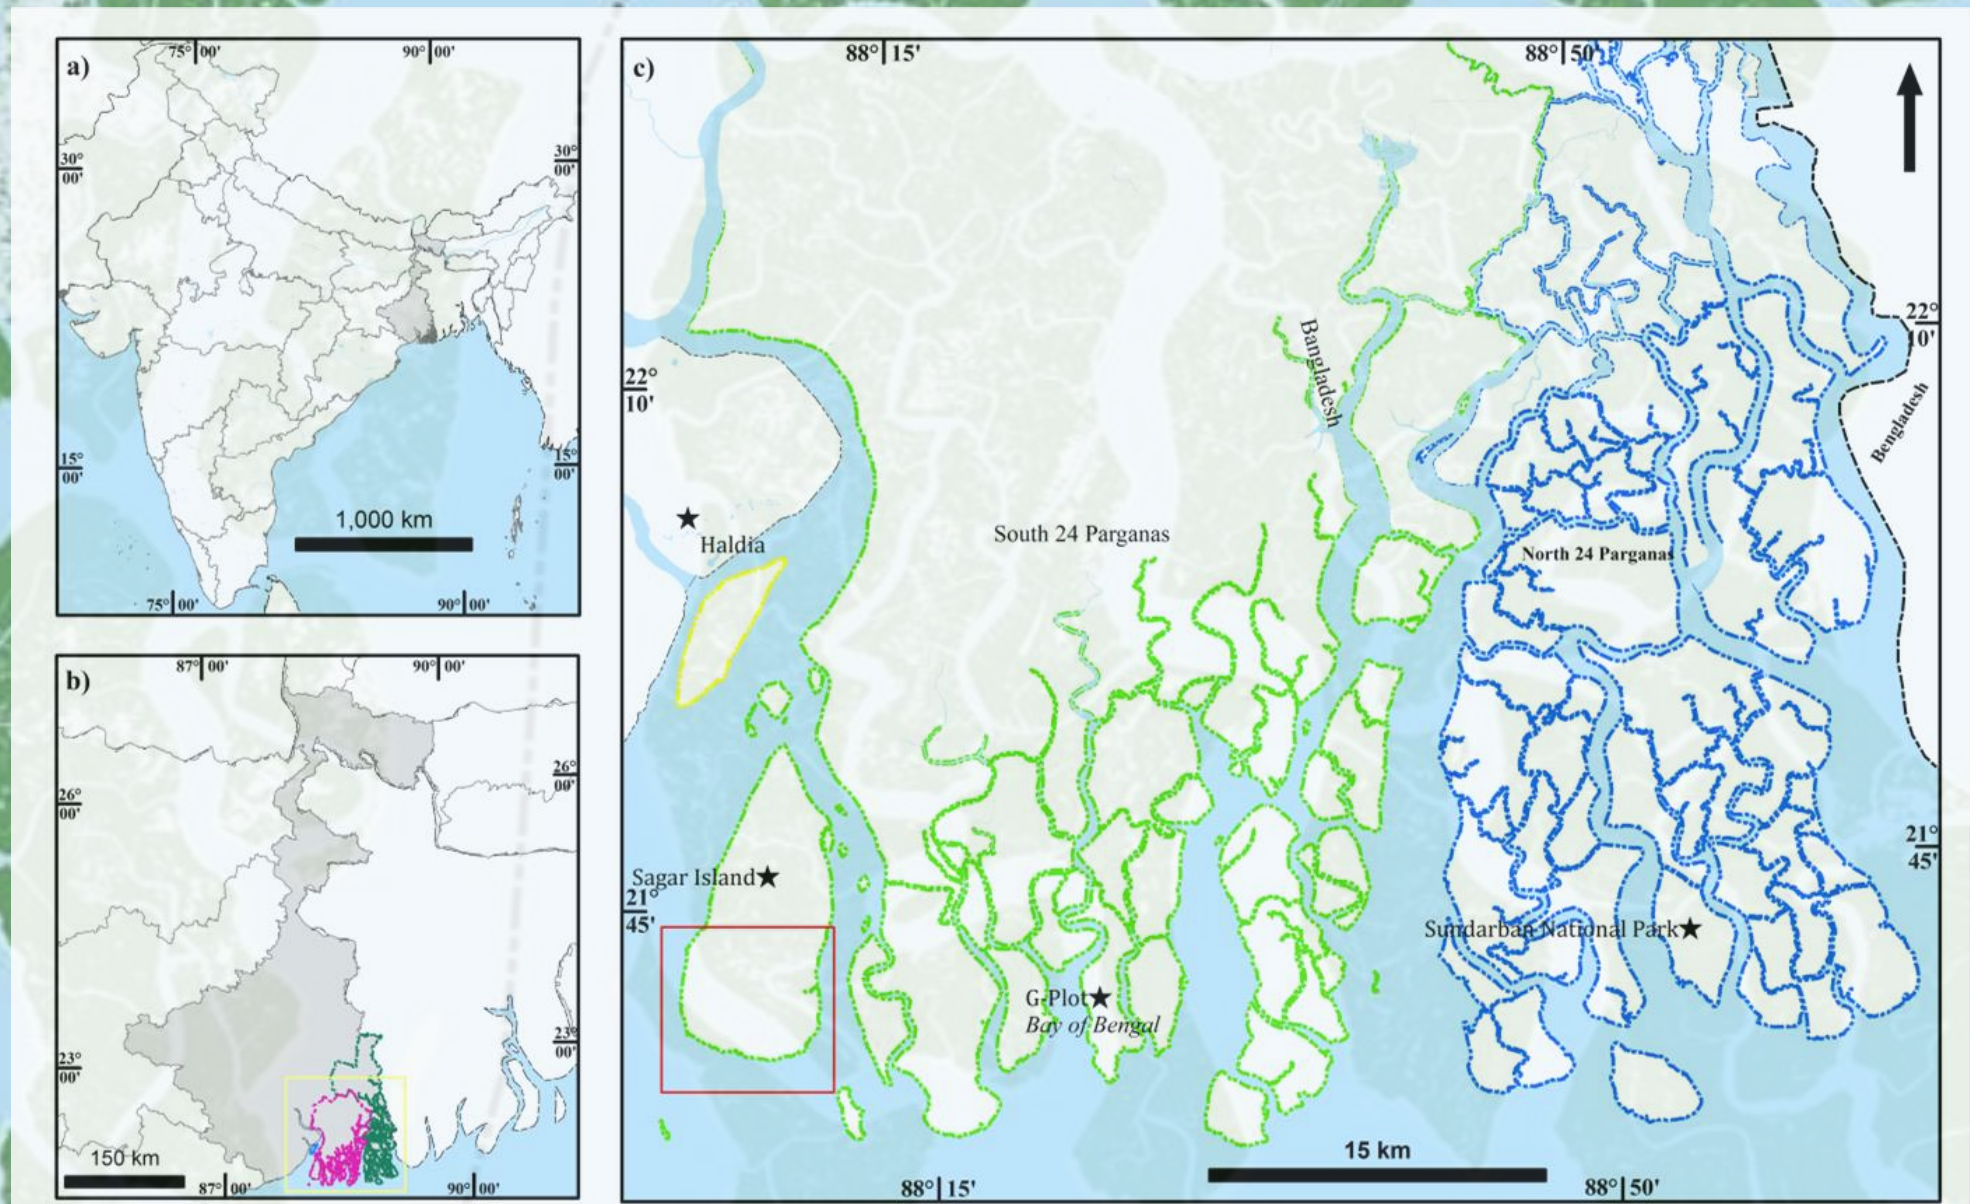 a)
75° 00'
90° 00'
30°
00'
30°
00'
15°
00'
15°
00'
1,000 km
75° 00'
90° 00'
b)
87° 00'
90° 00'
26°
00'
26°
00'
23°
00'
23°
00'
150 km
87° 00'
90° 00'
c)
88° 15'
88° 50'
22°
10'
22°
10'
Bangladesh
Bengladesh
Haldia
South 24 Parganas
North 24 Parganas
21°
45'
Sagar Island
21°
45'
Sundarban National Park
G-Plot
Bay of Bengal
15 km
88° 15'
88° 50'